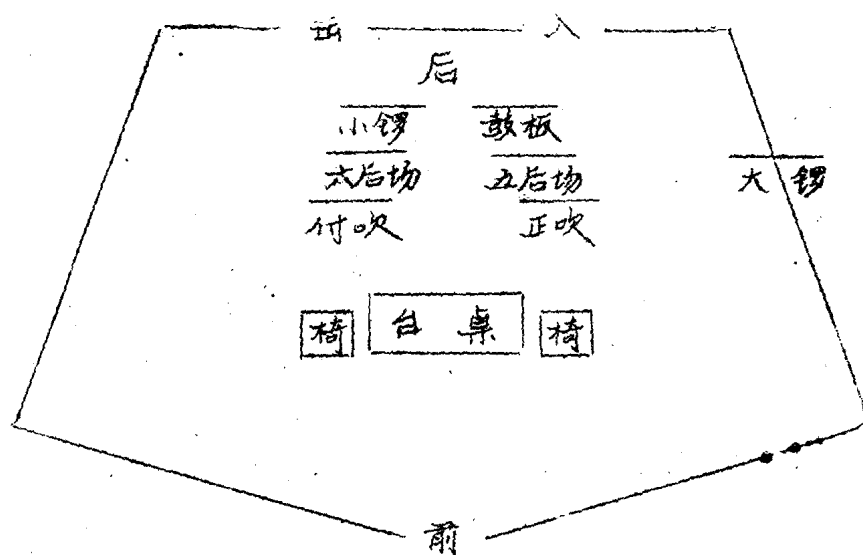 出 入
后
小锣 鼓板
六后场 五后场 大锣
付吹 正吹
椅 台桌 椅
前